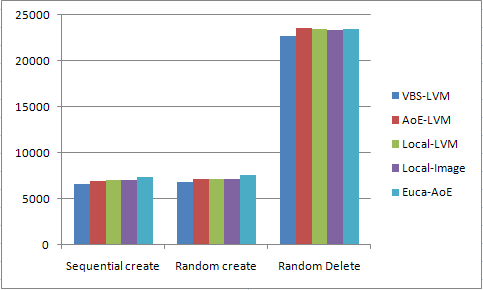 25000
20000
15000
10000
5000
0
Sequential create
Random create
Random Delete
VBS-LVM
AoE-LVM
Local-LVM
Local-Image
Euca-AoE